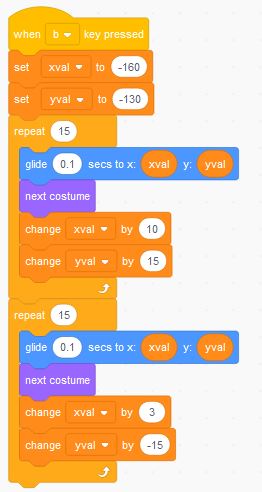 when b key pressed
set xval to -160
set yval to -130
repeat 15
glide 0.1 secs to x: xval y: yval
next costume
change xval by 10
change yval by 15
repeat 15
glide 0.1 secs to x: xval y: yval
next costume
change xval by 3
change yval by -15